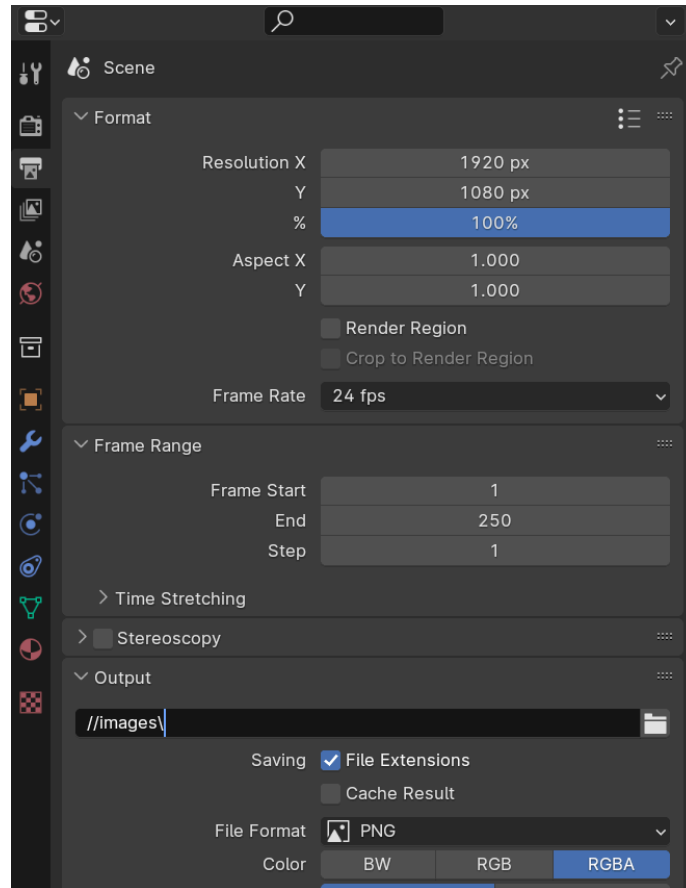 Scene
Format
Resolution X 1920 px
Y 1080 px
% 100%
Aspect X 1.000
Y 1.000
Render Region
Crop to Render Region
Frame Rate 24 fps
Frame Range
Frame Start 1
End 250
Step 1
Time Stretching
Stereoscopy
Output
//images\
Saving File Extensions
Cache Result
File Format PNG
Color BW RGB RGBA